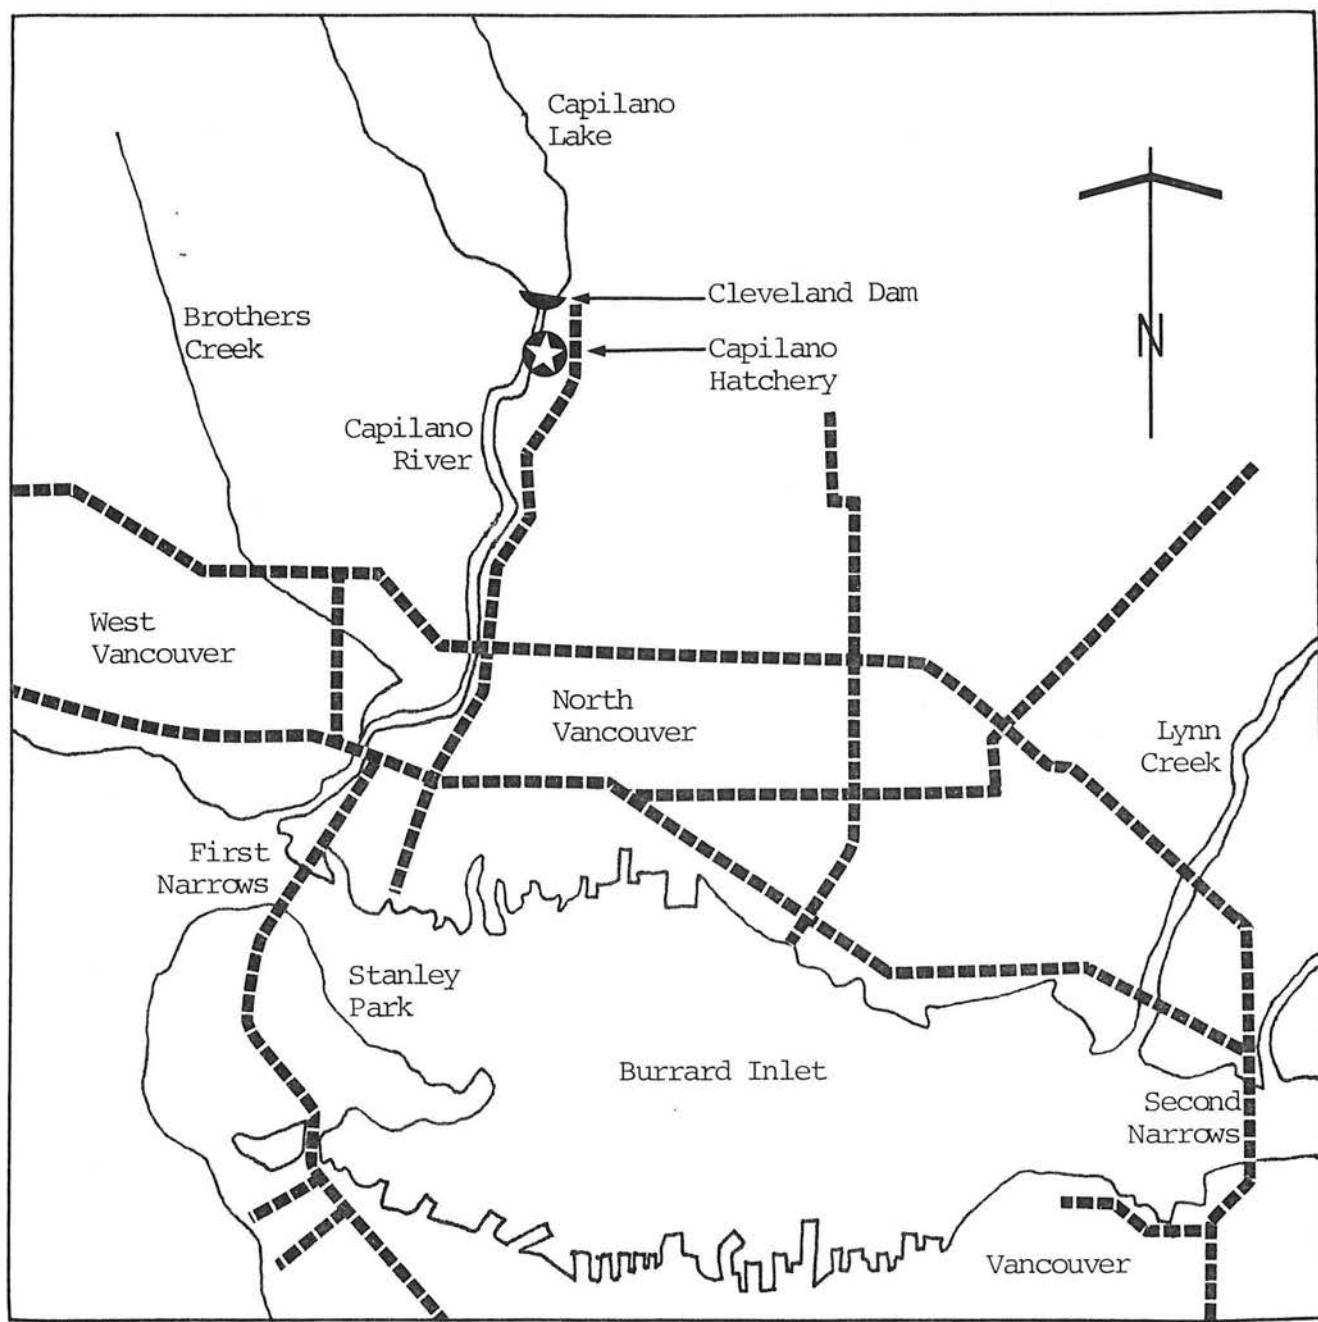 Capilano
Lake
Cleveland Dam
Brothers
Creek
Capilano
Hatchery
N
Capilano
River
West
Vancouver
North
Vancouver
Lynn
Creek
First
Narrows
Stanley
Park
Burrard Inlet
Second
Narrows
Vancouver